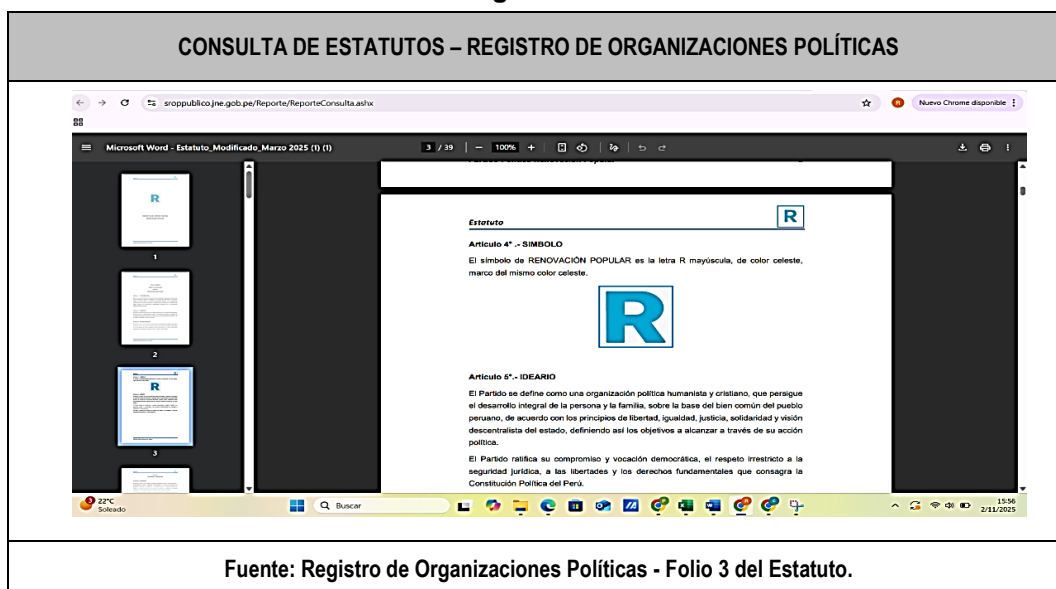 CONSULTA DE ESTATUTOS – REGISTRO DE ORGANIZACIONES POLÍTICAS
sroppublico.jne.gob.pe/Reporte/ReporteConsulta.ashx
R
Nuevo Chrome disponible
Microsoft Word - Estatuto_Modificado_Marzo 2025 (1) (1)
3 / 39
100%
R
1
2
R
3
Estatuto
R
Artículo 4° .- SIMBOLO
El símbolo de RENOVACIÓN POPULAR es la letra R mayúscula, de color celeste,
marco del mismo color celeste.
R
Artículo 5°.- IDEARIO
El Partido se define como una organización política humanista y cristiano, que persigue
el desarrollo integral de la persona y la familia, sobre la base del bien común del pueblo
peruano, de acuerdo con los principios de libertad, igualdad, justicia, solidaridad y visión
descentralista del estado, definiendo así los objetivos a alcanzar a través de su acción
política.
El Partido ratifica su compromiso y vocación democrática, el respeto irrestricto a la
seguridad jurídica, a las libertades y los derechos fundamentales que consagra la
Constitución Política del Perú.
3
22°C
Soleado
Buscar
15:56
2/11/2025
Fuente: Registro de Organizaciones Políticas - Folio 3 del Estatuto.